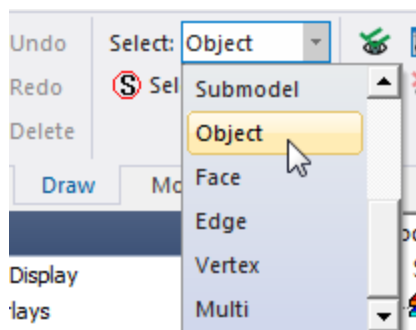 Undo
Select: Object
Redo
Sel
Submodel
Delete
Object
Draw
Face
Edge
Display
Vertex
Multi